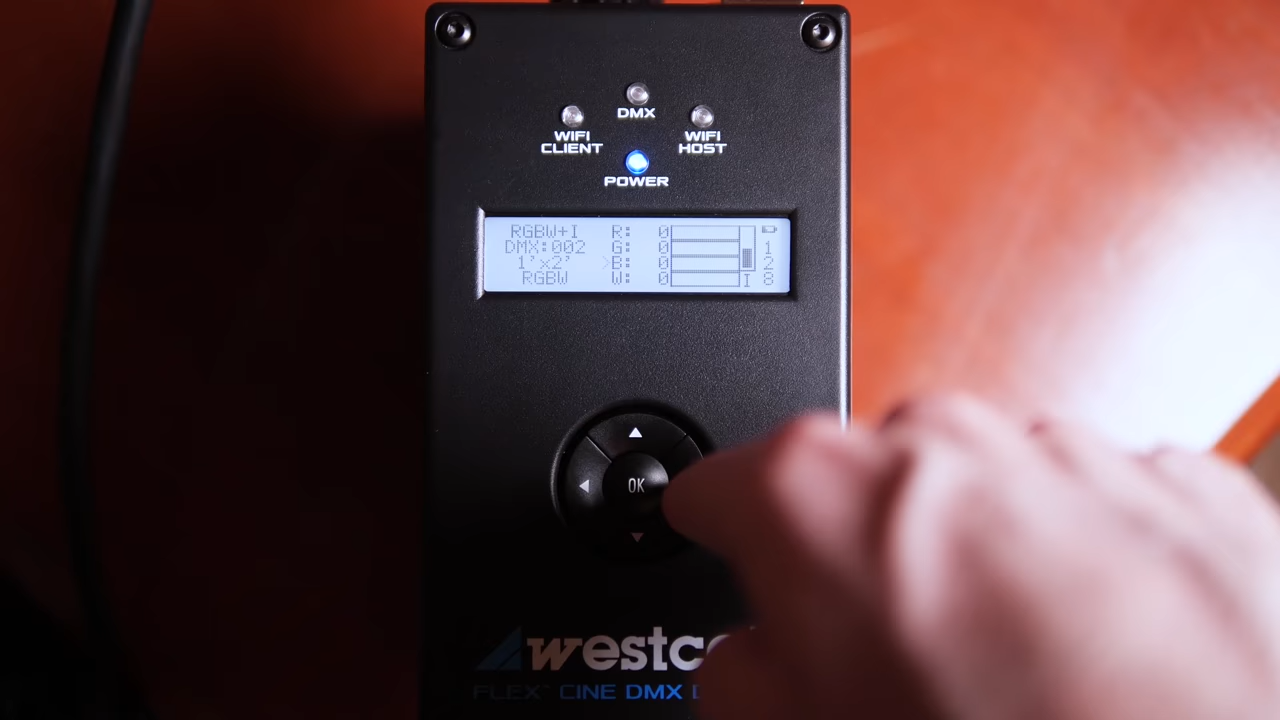 DMX
WIFI
CLIENT
WIFI
HOST
POWER
RGBW+I R: 0
DMX:002 G: 0 1
1'x2' >B: 0 2
RGBW W: 0 I 8
OK
westc
FLEX™ CINE DMX